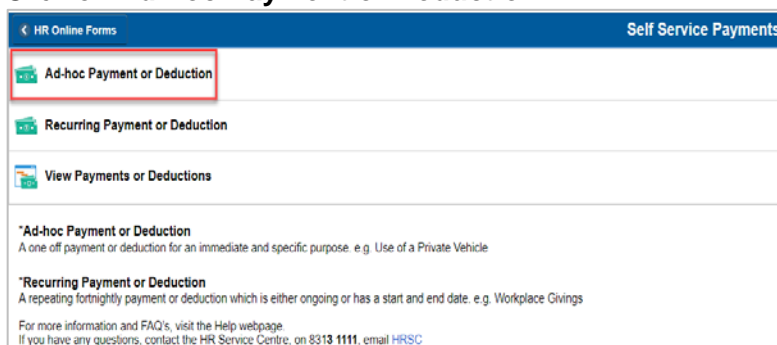 HR Online Forms
Self Service Payments
Ad-hoc Payment or Deduction
Recurring Payment or Deduction
View Payments or Deductions
*Ad-hoc Payment or Deduction
A one off payment or deduction for an immediate and specific purpose. e.g. Use of a Private Vehicle
*Recurring Payment or Deduction
A repeating fortnightly payment or deduction which is either ongoing or has a start and end date. e.g. Workplace Givings
For more information and FAQ's, visit the Help webpage.
If you have any questions, contact the HR Service Centre, on 8313 1111, email HRSC